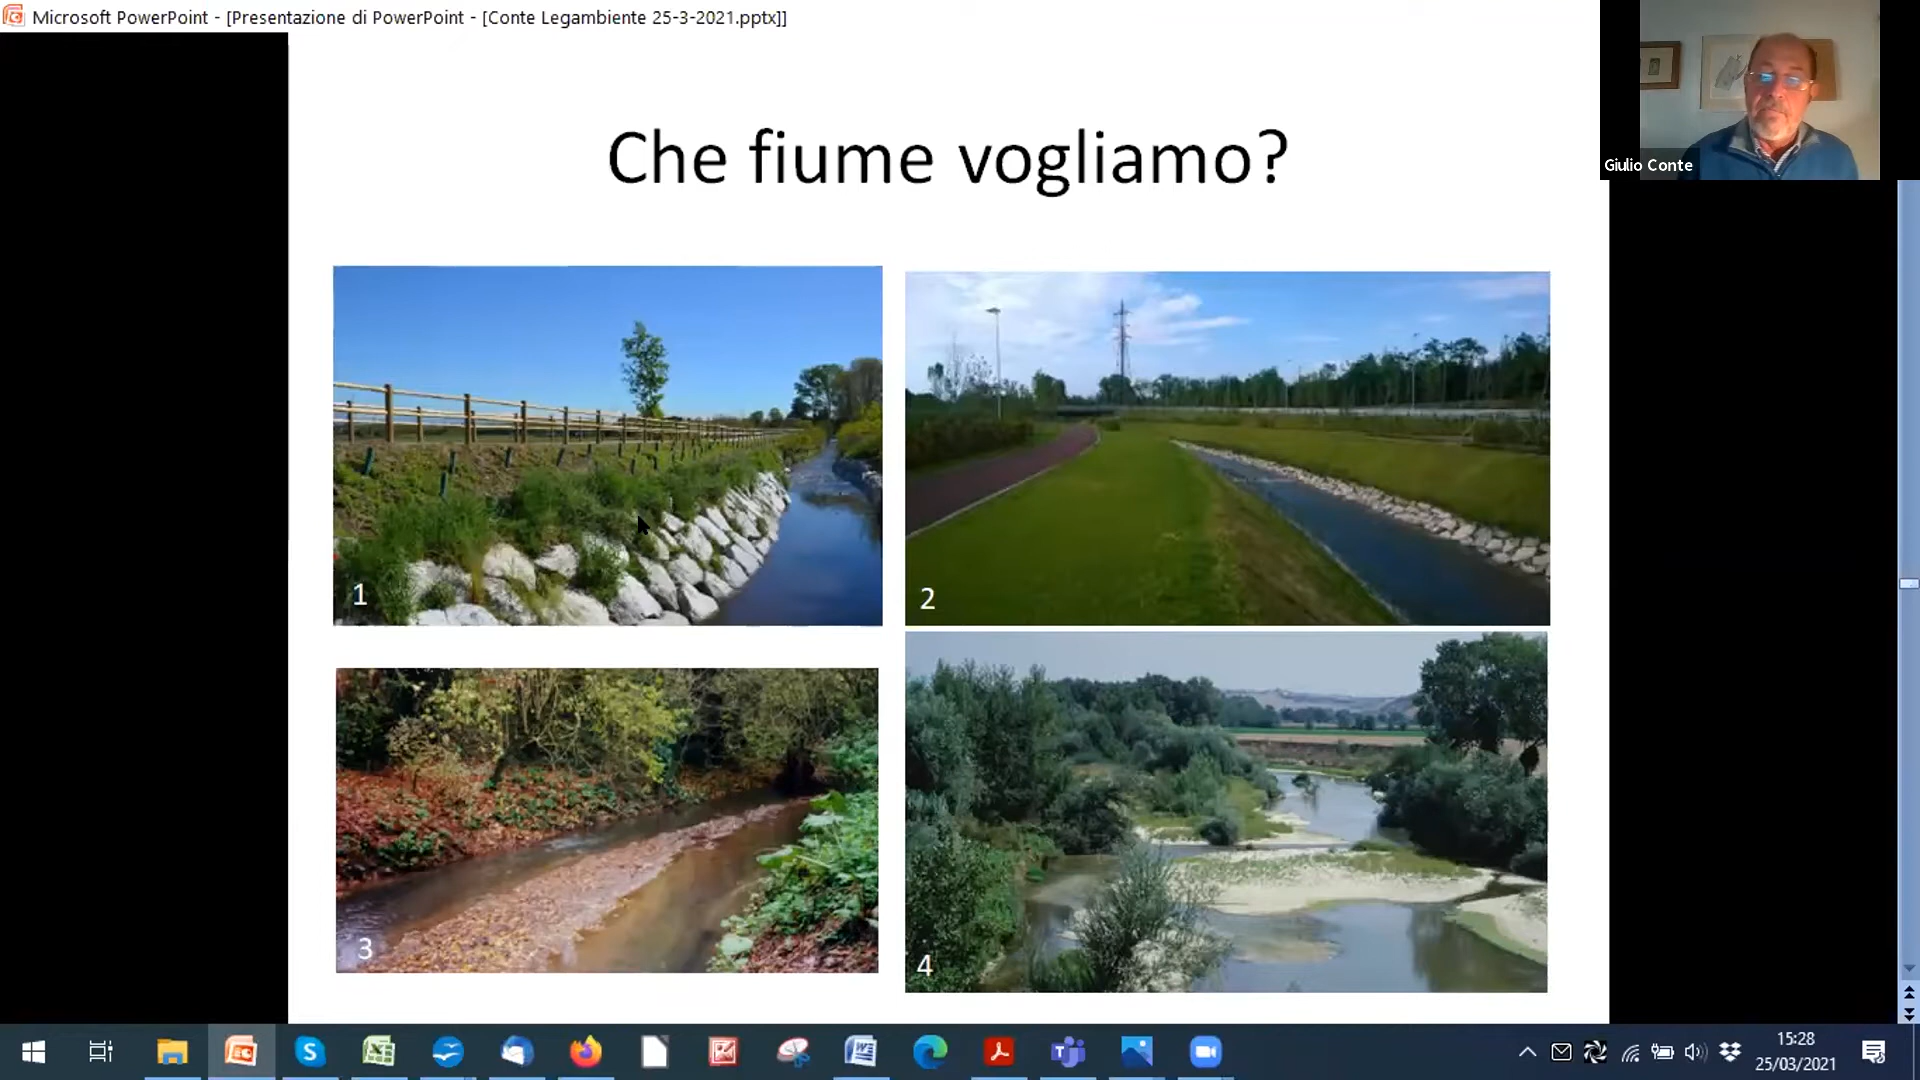 Microsoft PowerPoint - [Presentazione di PowerPoint - [Conte Legambiente 25-3-2021.pptx]]
Giulio Conte
Che fiume vogliamo?
1
2
3
4
15:28
25/03/2021